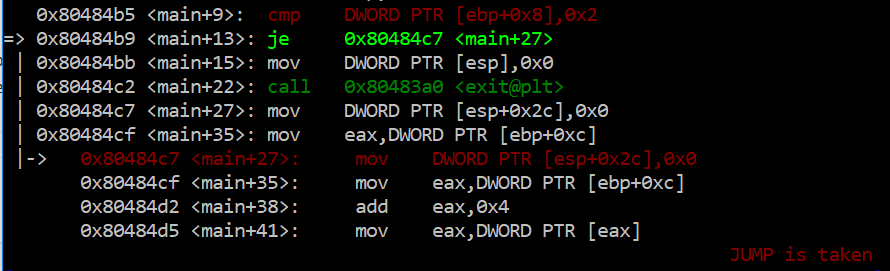 0x80484b5 <main+9>: cmp DWORD PTR [ebp+0x8],0x2
=> 0x80484b9 <main+13>: je 0x80484c7 <main+27>
| 0x80484bb <main+15>: mov DWORD PTR [esp],0x0
| 0x80484c2 <main+22>: call 0x80483a0 <exit@plt>
| 0x80484c7 <main+27>: mov DWORD PTR [esp+0x2c],0x0
| 0x80484cf <main+35>: mov eax,DWORD PTR [ebp+0xc]
|-> 0x80484c7 <main+27>: mov DWORD PTR [esp+0x2c],0x0
0x80484cf <main+35>: mov eax,DWORD PTR [ebp+0xc]
0x80484d2 <main+38>: add eax,0x4
0x80484d5 <main+41>: mov eax,DWORD PTR [eax]
JUMP is taken